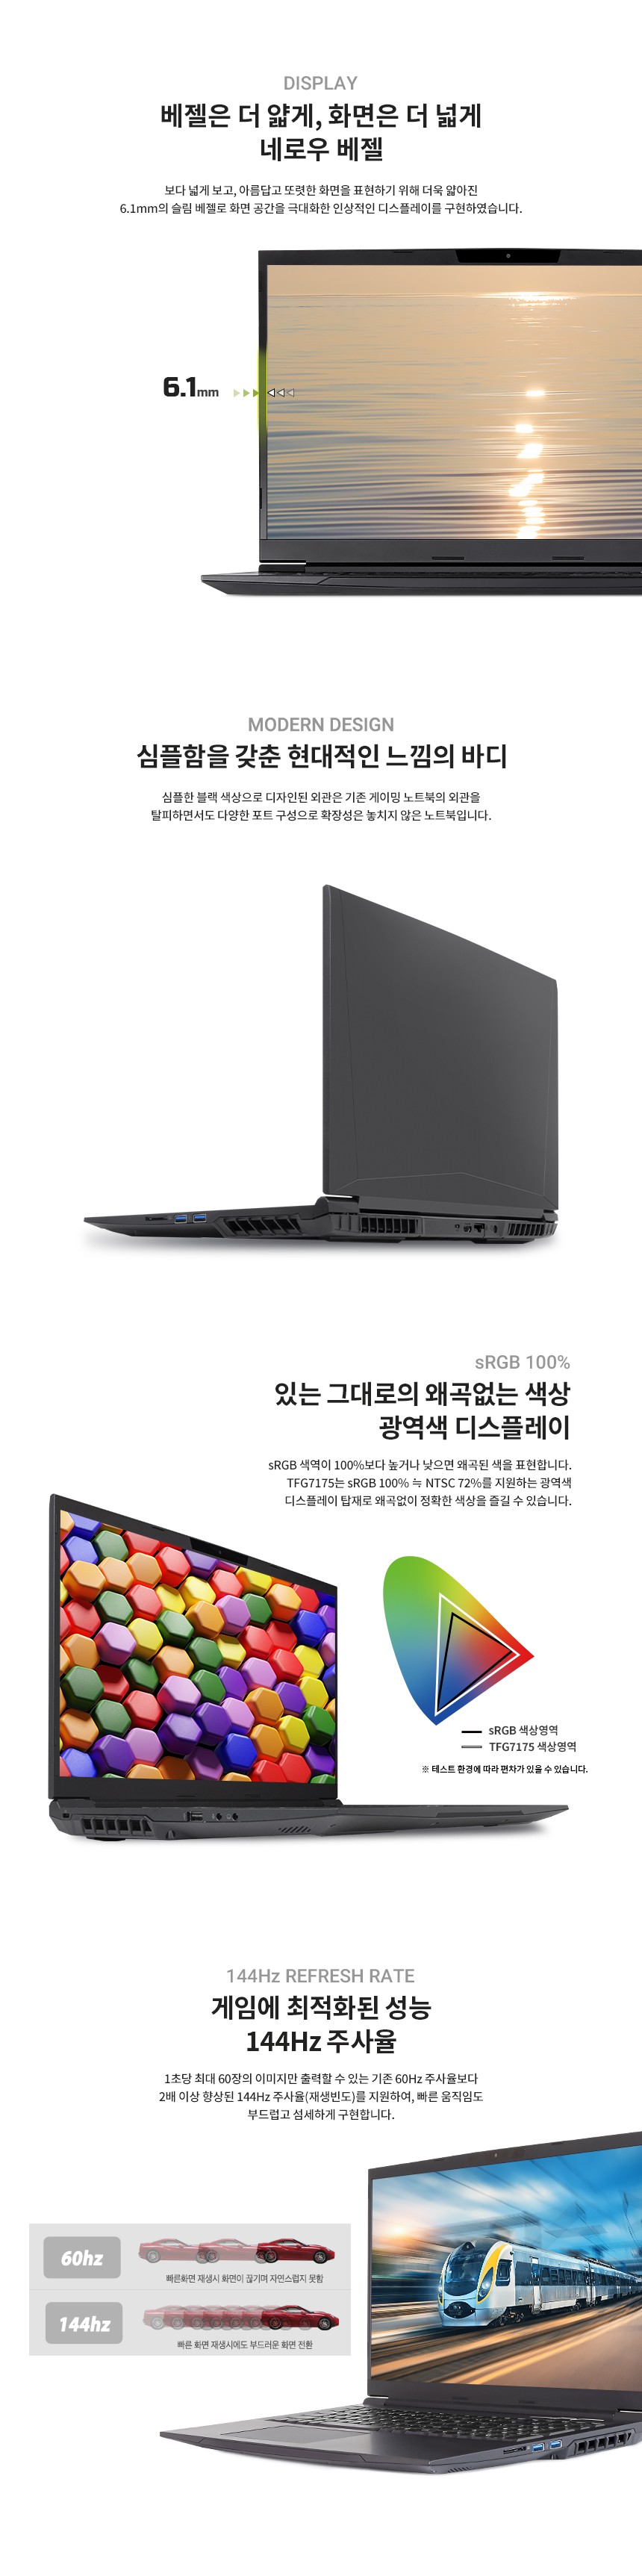 DISPLAY
베젤은 더 얇게, 화면은 더 넓게
네로우 베젤
보다 넓게 보고, 아름답고 또렷한 화면을 표현하기 위해 더욱 얇아진
6.1mm의 슬림 베젤로 화면 공간을 극대화한 인상적인 디스플레이를 구현하였습니다.
6.1mm
MODERN DESIGN
심플함을 갖춘 현대적인 느낌의 바디
심플한 블랙 색상으로 디자인된 외관은 기존 게이밍 노트북의 외관을
탈피하면서도 다양한 포트 구성으로 확장성은 놓치지 않은 노트북입니다.
sRGB 100%
있는 그대로의 왜곡없는 색상
광역색 디스플레이
sRGB 색역이 100%보다 높거나 낮으면 왜곡된 색을 표현합니다.
TFG7175는 sRGB 100% ≒ NTSC 72%를 지원하는 광역색
디스플레이 탑재로 왜곡없이 정확한 색상을 즐길 수 있습니다.
sRGB 색상영역
TFG7175 색상영역
※ 테스트 환경에 따라 편차가 있을 수 있습니다.
144Hz REFRESH RATE
게임에 최적화된 성능
144Hz 주사율
1초당 최대 60장의 이미지만 출력할 수 있는 기존 60Hz 주사율보다
2배 이상 향상된 144Hz 주사율(재생빈도)를 지원하여, 빠른 움직임도
부드럽고 섬세하게 구현합니다.
60hz
빠른화면 재생시 화면이 끊기며 자연스럽지 못함
144hz
빠른 화면 재생시에도 부드러운 화면 전환